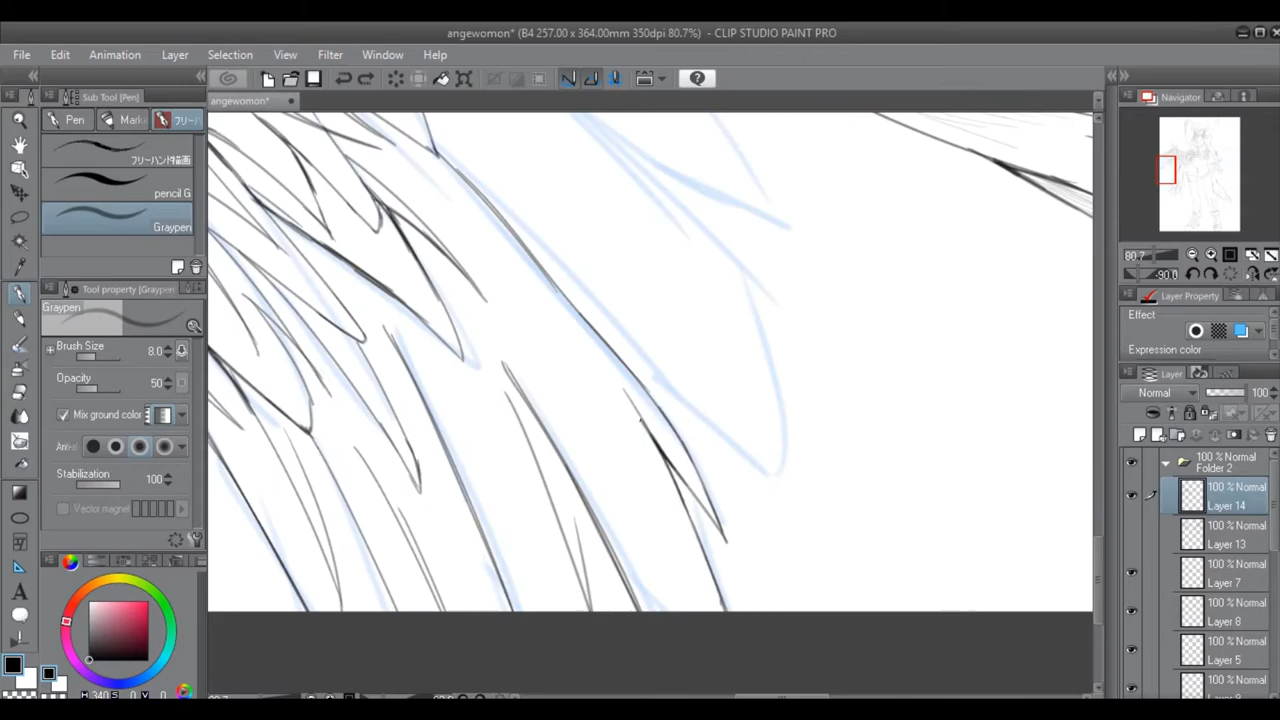 angewomon* (B4 257.00 x 364.00mm 350dpi 80.7%) - CLIP STUDIO PAINT PRO
File Edit Animation Layer Selection View Filter Window Help
Sub Tool [Pen]
angewomon*
Navigator
Pen Mark フリーハ
フリーハンド描画
pencil G
Graypen
80.7
-90.0
Tool property [Graypen]
Graypen
Layer Property
Effect
Brush Size 8.0
Expression color
Opacity 50
Layer
Mix ground color
Normal 100
Anti-
Stabilization 100
100 % Normal
Folder 2
100 % Normal
Layer 14
Vector magnet
100 % Normal
Layer 13
100 % Normal
Layer 7
100 % Normal
Layer 8
100 % Normal
Layer 5
100 % Normal
A
H 340 S 0 V 0